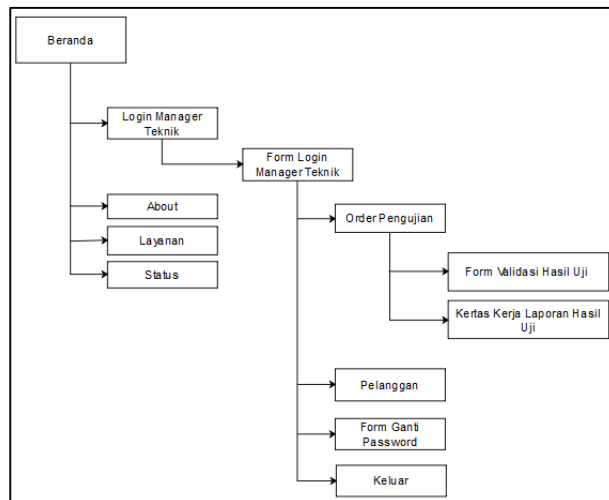 Beranda
Login Manager
Teknik
Form Login
Manager Teknik
About
Order Pengujian
Layanan
Form Validasi Hasil Uji
Status
Kertas Kerja Laporan Hasil
Uji
Pelanggan
Form Ganti
Password
Keluar